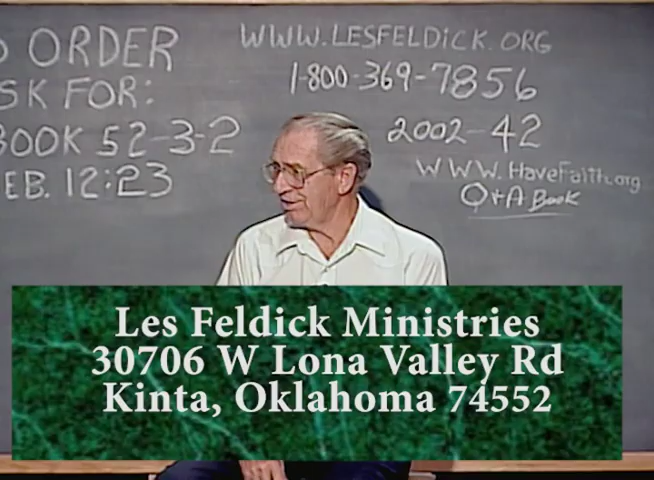 O ORDER
SK FOR:
BOOK 52-3-2
EB. 12:23
WWW.LESFELDICK.ORG
1-800-369-7856
2002-42
WWW.HaveFaith.org
Q+A Book
Les Feldick Ministries
30706 W Lona Valley Rd
Kinta, Oklahoma 74552